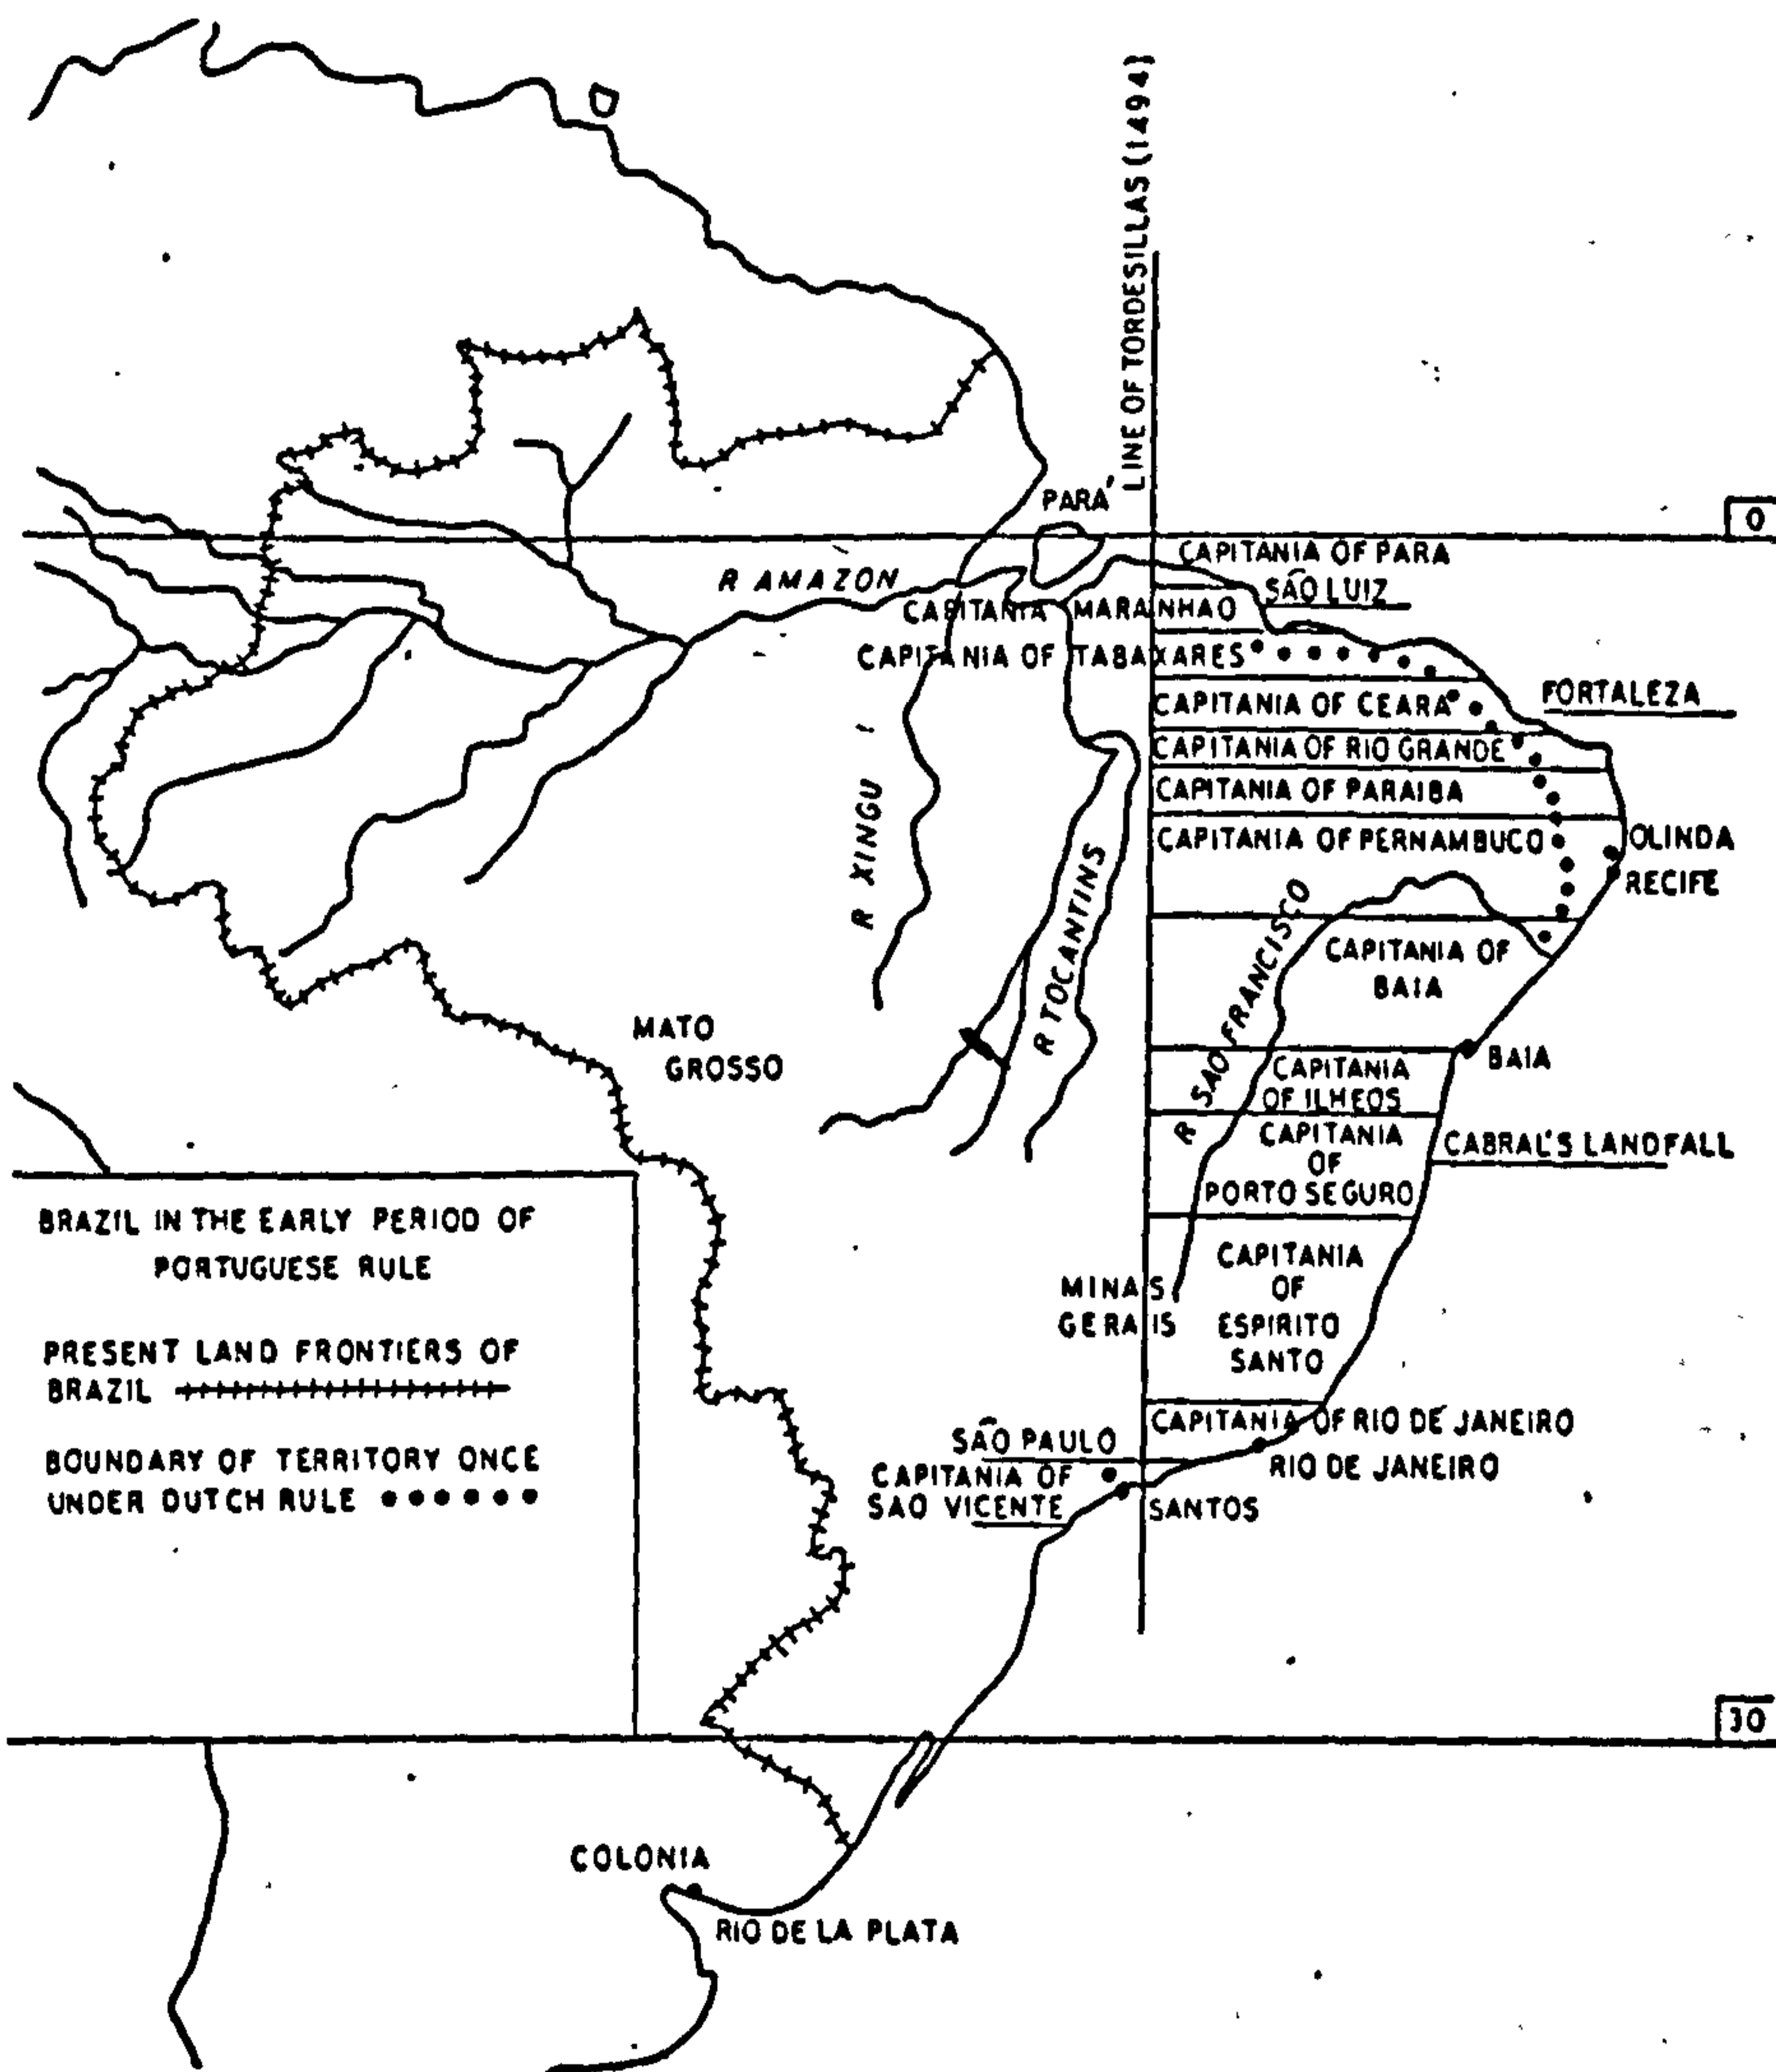 LINE OF TORDESILLAS (1494)
PARA'
0
CAPITANIA OF PARA
R AMAZON
SÃO LUIZ
CAPITANIA MARANHAO
CAPITANIA OF TABAXARES
FORTALEZA
CAPITANIA OF CEARA
CAPITANIA OF RIO GRANDE
CAPITANIA OF PARAIBA
R XINGU
CAPITANIA OF PERNAMBUCO
OLINDA
RECIFE
R TOCANTINS
R SAO FRANCISCO
CAPITANIA OF
BAIA
MATO
GROSSO
BAIA
CAPITANIA
OF ILHEOS
CAPITANIA
OF
PORTO SEGURO
CABRAL'S LANDFALL
BRAZIL IN THE EARLY PERIOD OF
PORTUGUESE RULE
CAPITANIA
OF
ESPIRITO
SANTO
MINAIS
GERAIS
PRESENT LAND FRONTIERS OF
BRAZIL
CAPITANIA OF RIO DE JANEIRO
SÃO PAULO
RIO DE JANEIRO
CAPITANIA OF
SAO VICENTE
SANTOS
BOUNDARY OF TERRITORY ONCE
UNDER DUTCH RULE
30
COLONIA
RIO DE LA PLATA